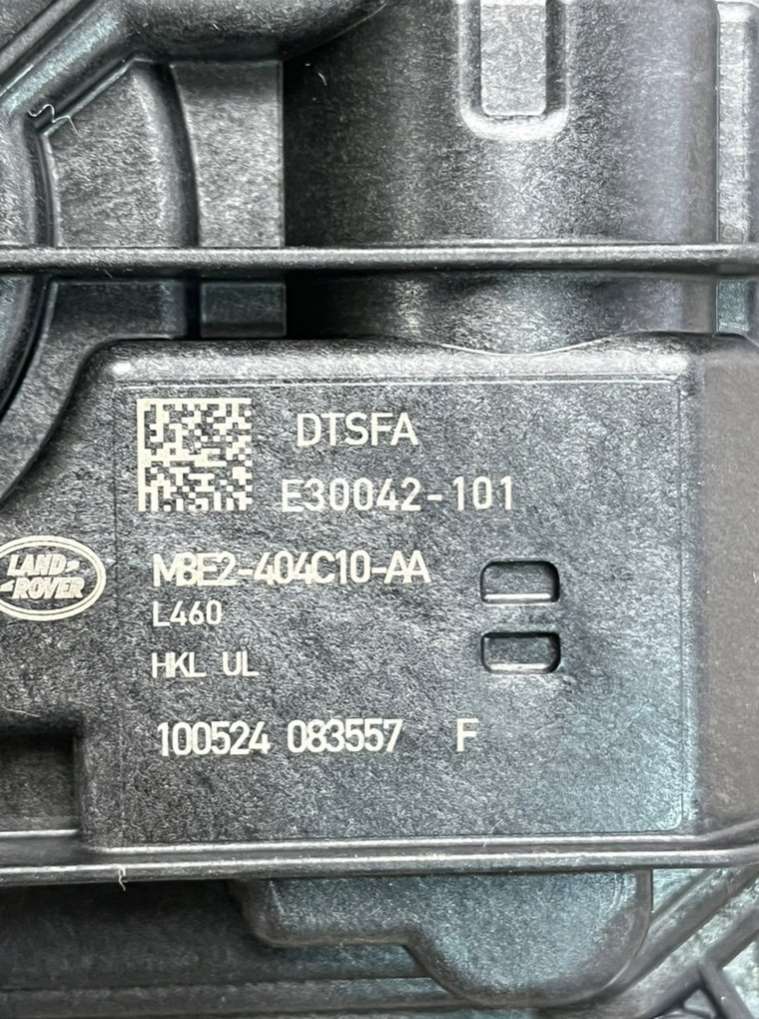 DTSFA
E30042-101
LAND-
-ROVER
M8E2-404C10-AA
L460
HKL UL
100524 083557 F